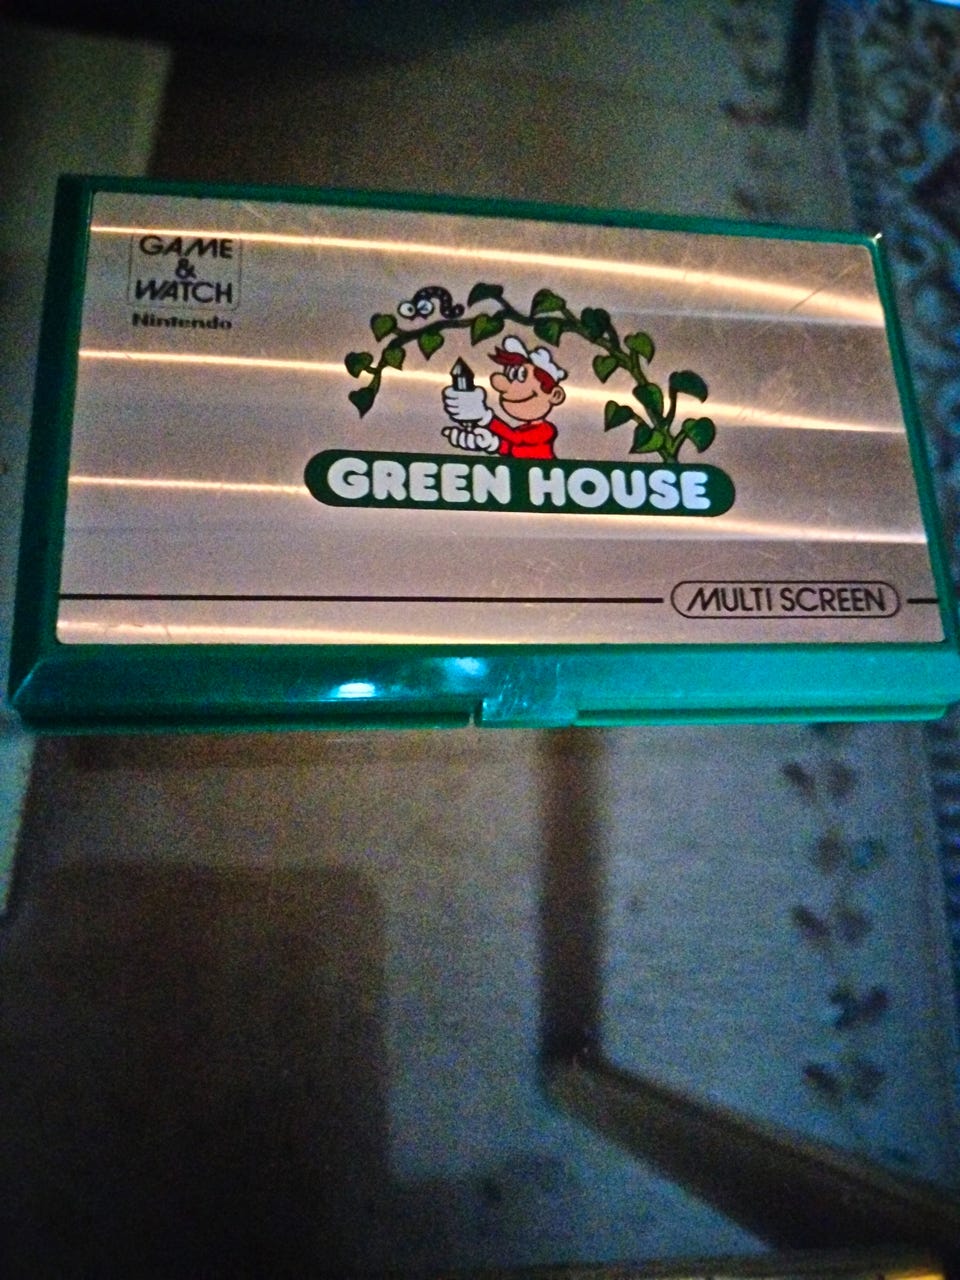 GAME
&
WATCH
Nintendo
GREEN HOUSE
MULTI SCREEN